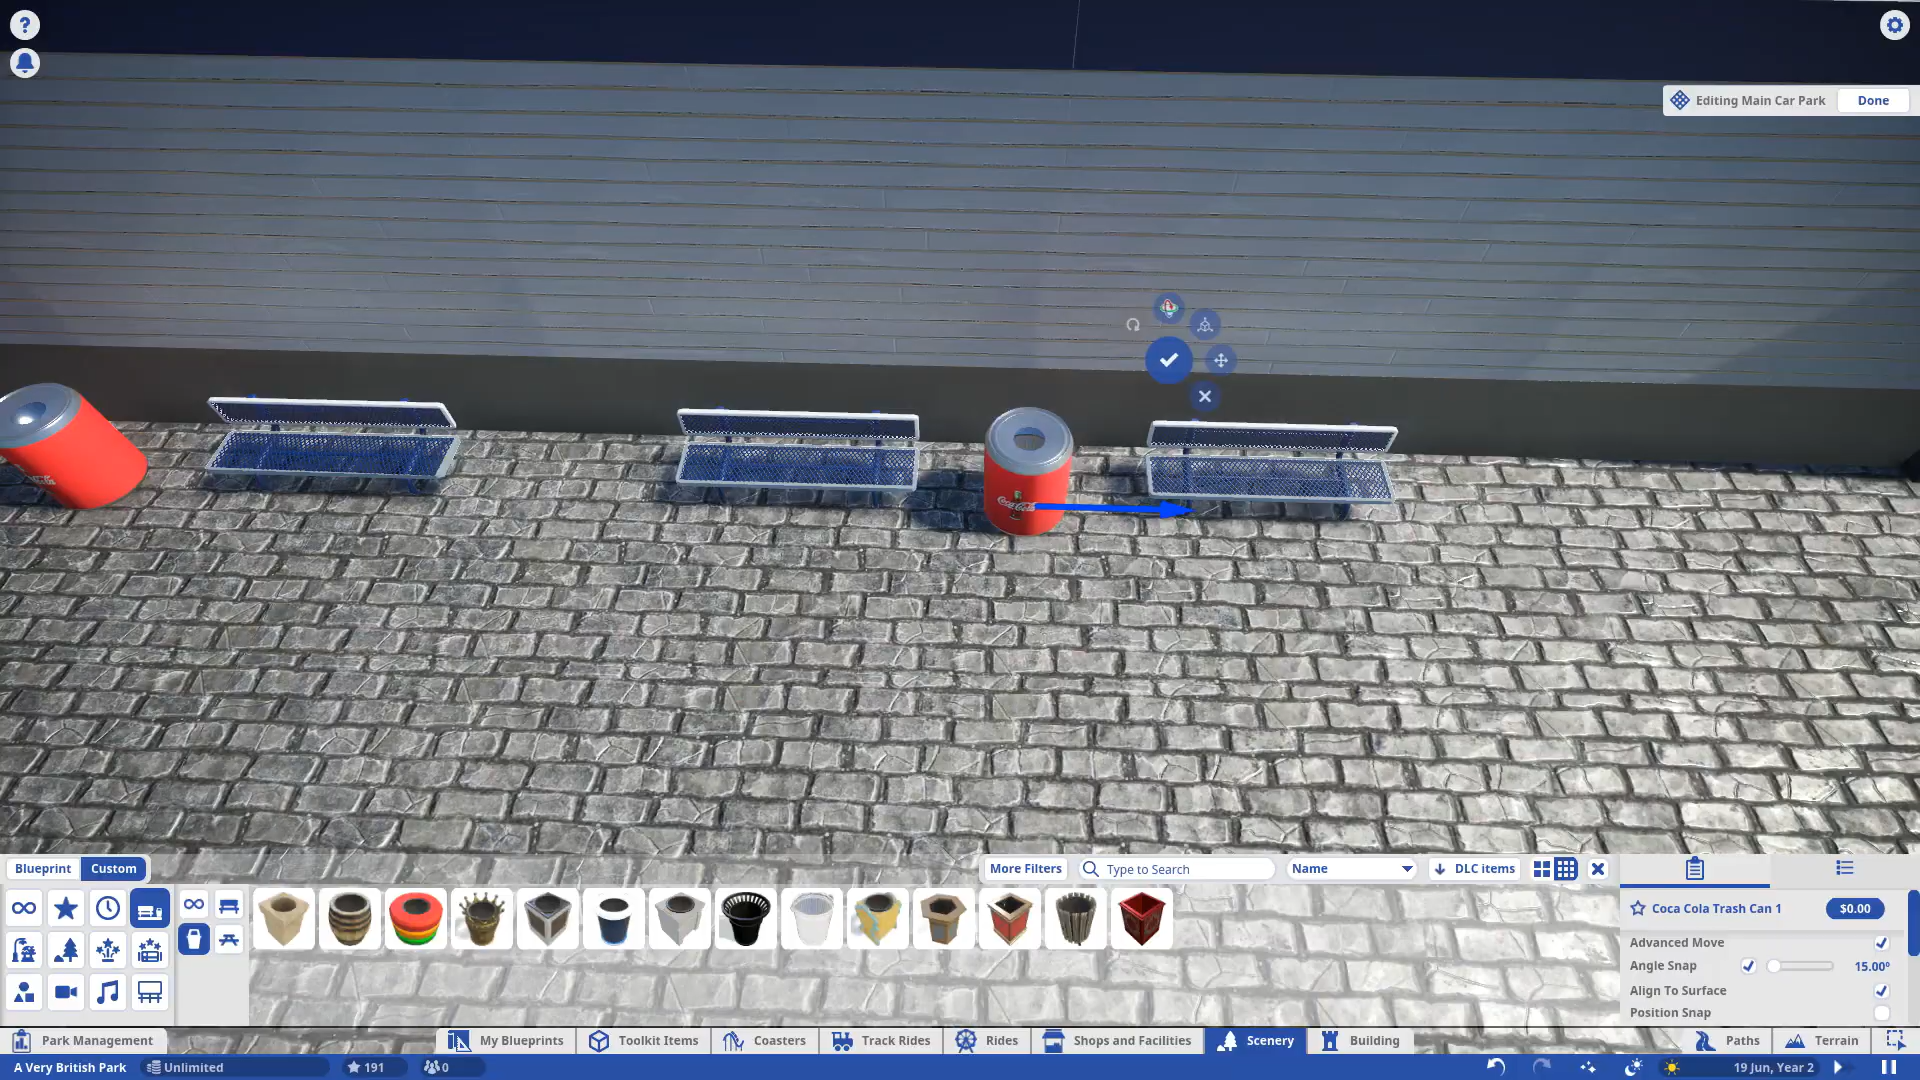 ?
Editing Main Car Park
Done
Coca-Cola
Blueprint
Custom
More Filters
Type to Search
Name
DLC items
Coca Cola Trash Can 1
$0.00
Advanced Move
Angle Snap
15.00°
Align To Surface
Position Snap
Park Management
My Blueprints
Toolkit Items
Coasters
Track Rides
Rides
Shops and Facilities
Scenery
Building
Paths
Terrain
A Very British Park
Unlimited
191
0
19 Jun, Year 2